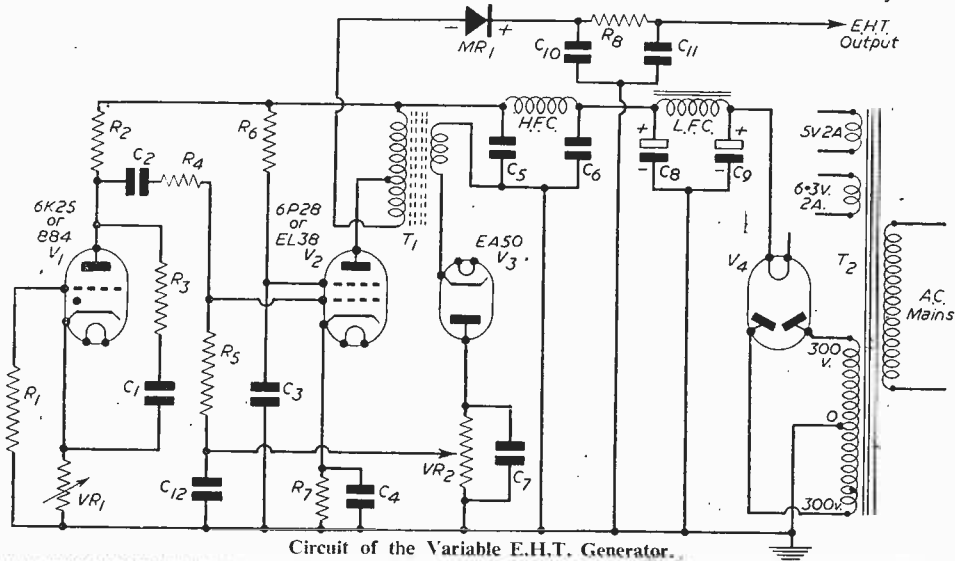 - MR1 +
R8
C10
C11
E.H.T.
Output
R2
R6
C2
R4
H.F.C.
L.F.C.
+
+
C5
C6
C8
C9
-
-
5v 2A
6·3v.
2A.
6K25
or
884
V1
6P28
or
EL38
V2
T1
EA50
V3
V4
T2
A.C.
Mains
R3
R1
R5
C1
C3
300
v.
O
VR1
C12
R7
C4
VR2
C7
300v.
Circuit of the Variable E.H.T. Generator.